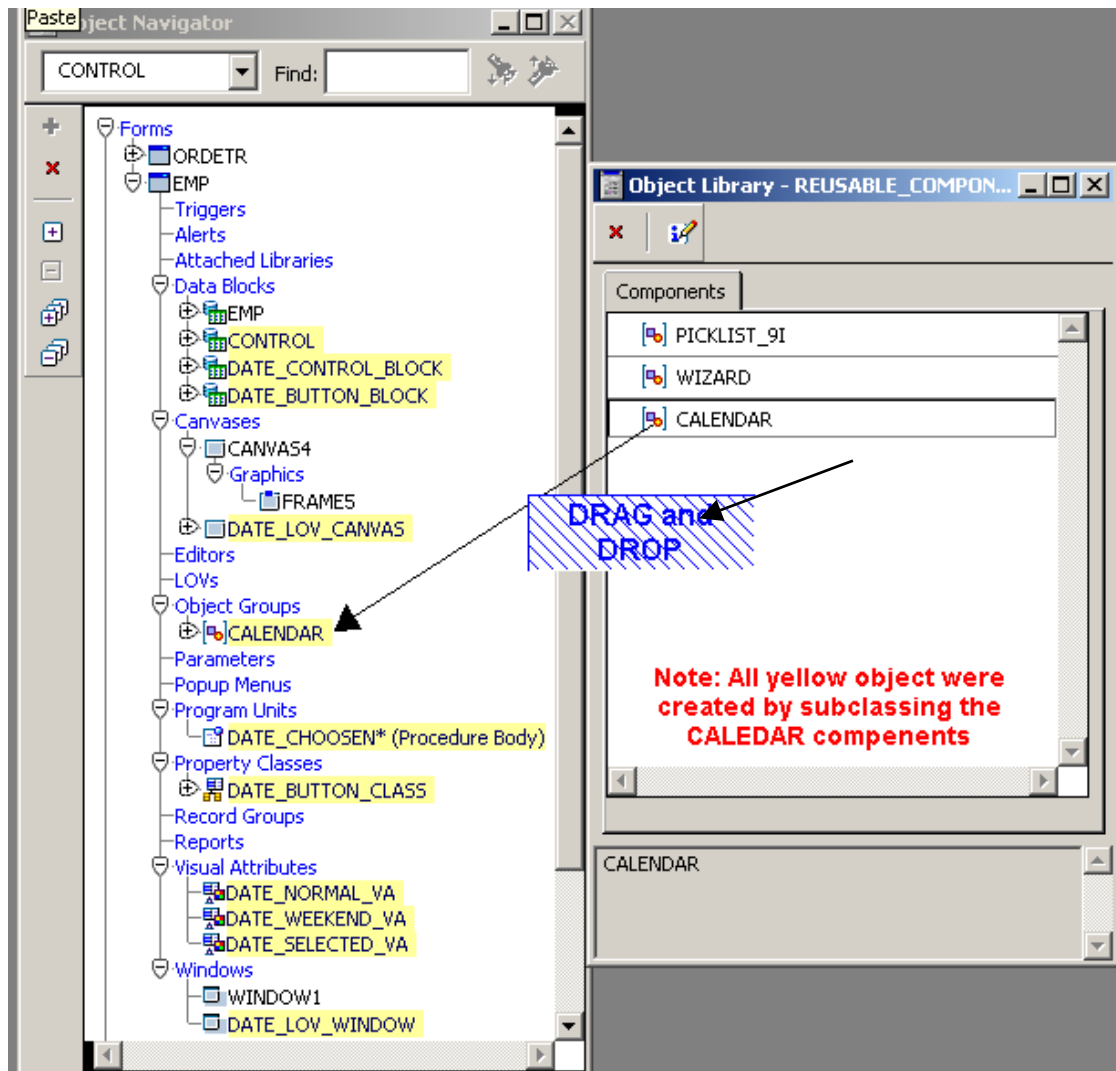 Paste
ject Navigator
CONTROL
Find:
Forms
ORDETR
EMP
Triggers
Alerts
Attached Libraries
Data Blocks
EMP
CONTROL
DATE_CONTROL_BLOCK
DATE_BUTTON_BLOCK
Canvases
CANVAS4
Graphics
FRAME5
DATE_LOV_CANVAS
Editors
LOVs
Object Groups
CALENDAR
Parameters
Popup Menus
Program Units
DATE_CHOOSEN* (Procedure Body)
Property Classes
DATE_BUTTON_CLASS
Record Groups
Reports
Visual Attributes
DATE_NORMAL_VA
DATE_WEEKEND_VA
DATE_SELECTED_VA
Windows
WINDOW1
DATE_LOV_WINDOW
Object Library - REUSABLE_COMPON...
Components
PICKLIST_9I
WIZARD
CALENDAR
DRAG and
DROP
Note: All yellow object were
created by subclassing the
CALEDAR compenents
CALENDAR